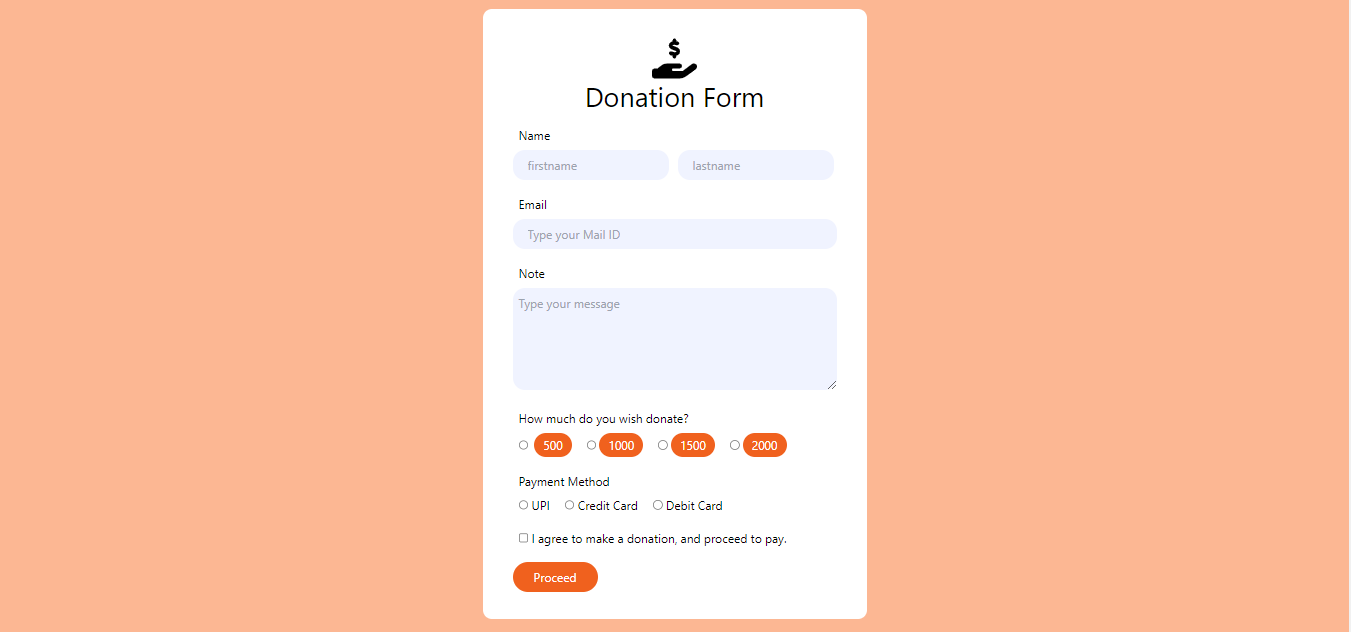 $
Donation Form
Name
firstname lastname
Email
Type your Mail ID
Note
Type your message
How much do you wish donate?
500 1000 1500 2000
Payment Method
UPI Credit Card Debit Card
I agree to make a donation, and proceed to pay.
Proceed